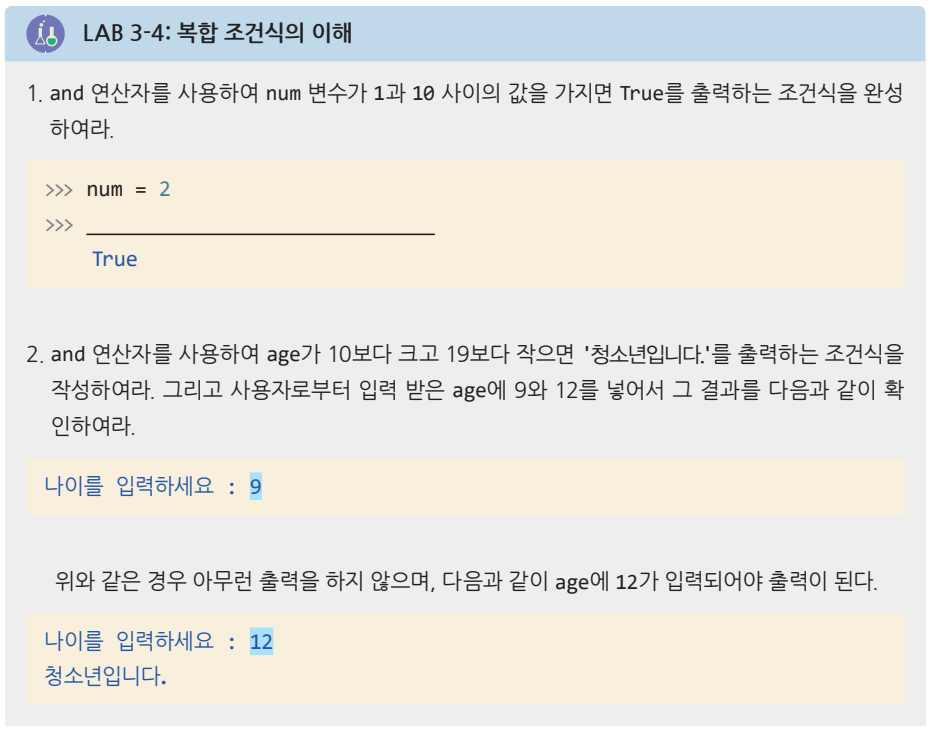 LAB 3-4: 복합 조건식의 이해
1. and 연산자를 사용하여 num 변수가 1과 10 사이의 값을 가지면 True를 출력하는 조건식을 완성
하여라.
>>> num = 2
>>> ______________________________
True
2. and 연산자를 사용하여 age가 10보다 크고 19보다 작으면 '청소년입니다.'를 출력하는 조건식을
작성하여라. 그리고 사용자로부터 입력 받은 age에 9와 12를 넣어서 그 결과를 다음과 같이 확
인하여라.
나이를 입력하세요 : 9
위와 같은 경우 아무런 출력을 하지 않으며, 다음과 같이 age에 12가 입력되어야 출력이 된다.
나이를 입력하세요 : 12
청소년입니다.